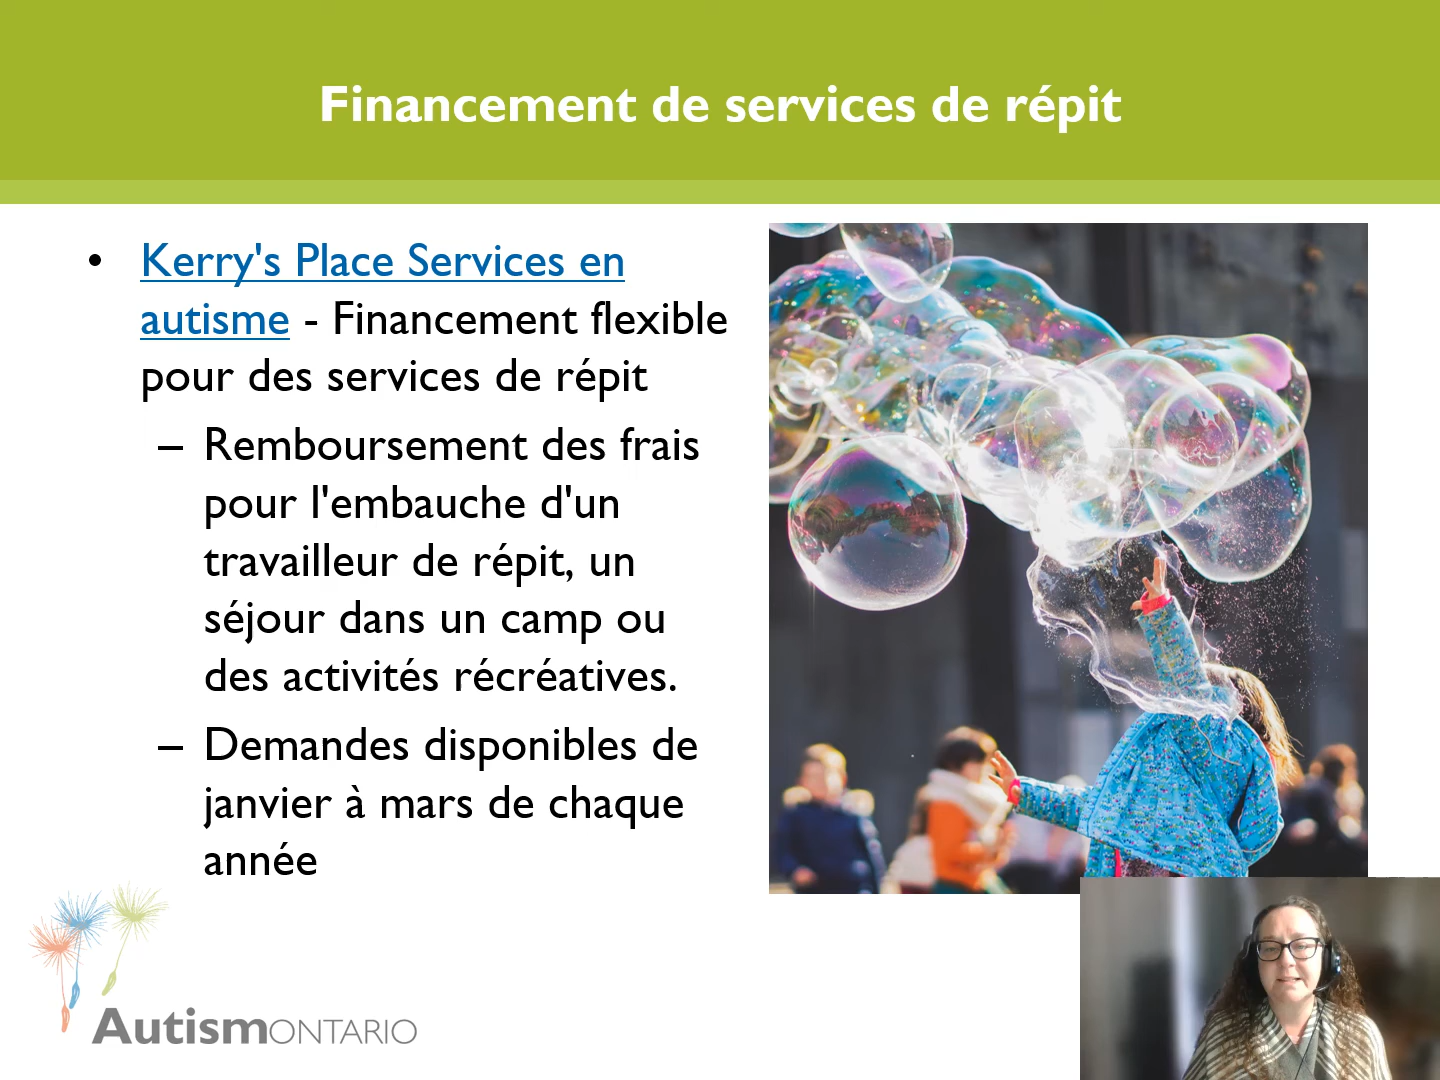 Financement de services de répit
• Kerry's Place Services en
autisme - Financement flexible
pour des services de répit
– Remboursement des frais
pour l'embauche d'un
travailleur de répit, un
séjour dans un camp ou
des activités récréatives.
– Demandes disponibles de
janvier à mars de chaque
année
AutismONTARIO